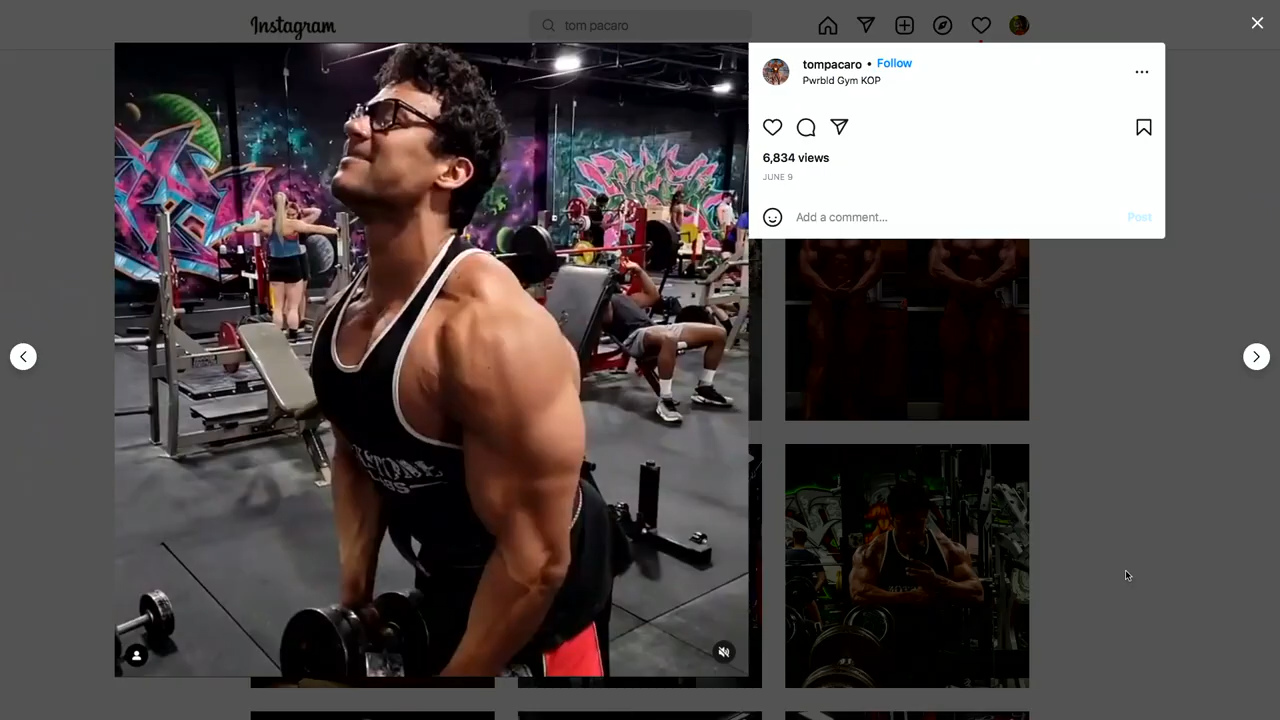 Instagram
tom pacaro
tompacaro • Follow
Pwrbld Gym KOP
6,834 views
JUNE 9
Add a comment...
Post